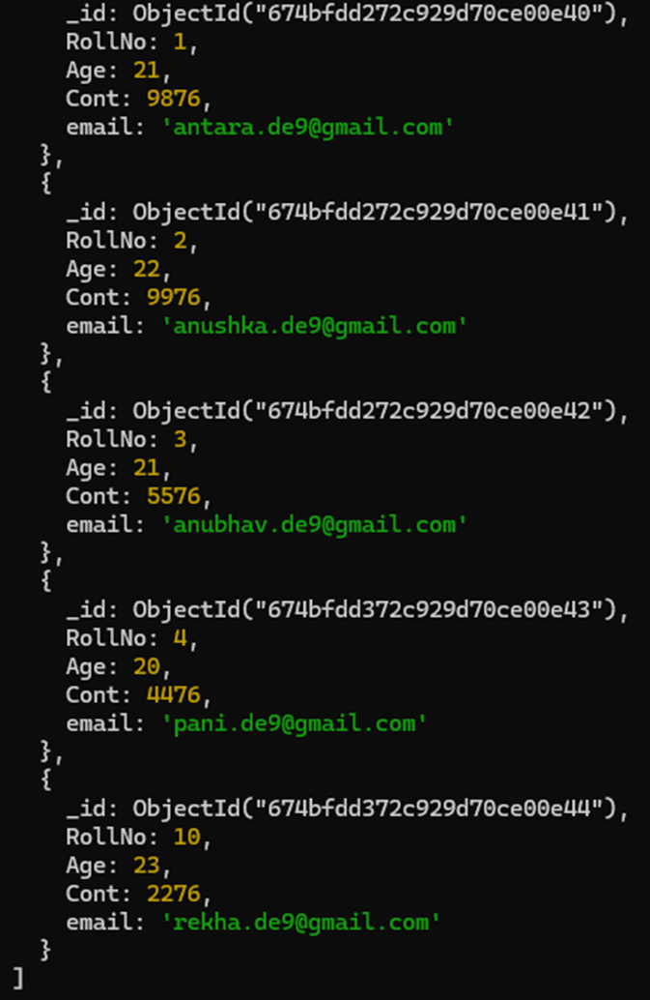 _id: ObjectId("674bfdd272c929d70ce00e40"),
RollNo: 1,
Age: 21,
Cont: 9876,
email: 'antara.de9@gmail.com'
},
{
_id: ObjectId("674bfdd272c929d70ce00e41"),
RollNo: 2,
Age: 22,
Cont: 9976,
email: 'anushka.de9@gmail.com'
},
{
_id: ObjectId("674bfdd272c929d70ce00e42"),
RollNo: 3,
Age: 21,
Cont: 5576,
email: 'anubhav.de9@gmail.com'
},
{
_id: ObjectId("674bfdd372c929d70ce00e43"),
RollNo: 4,
Age: 20,
Cont: 4476,
email: 'pani.de9@gmail.com'
},
{
_id: ObjectId("674bfdd372c929d70ce00e44"),
RollNo: 10,
Age: 23,
Cont: 2276,
email: 'rekha.de9@gmail.com'
}
]